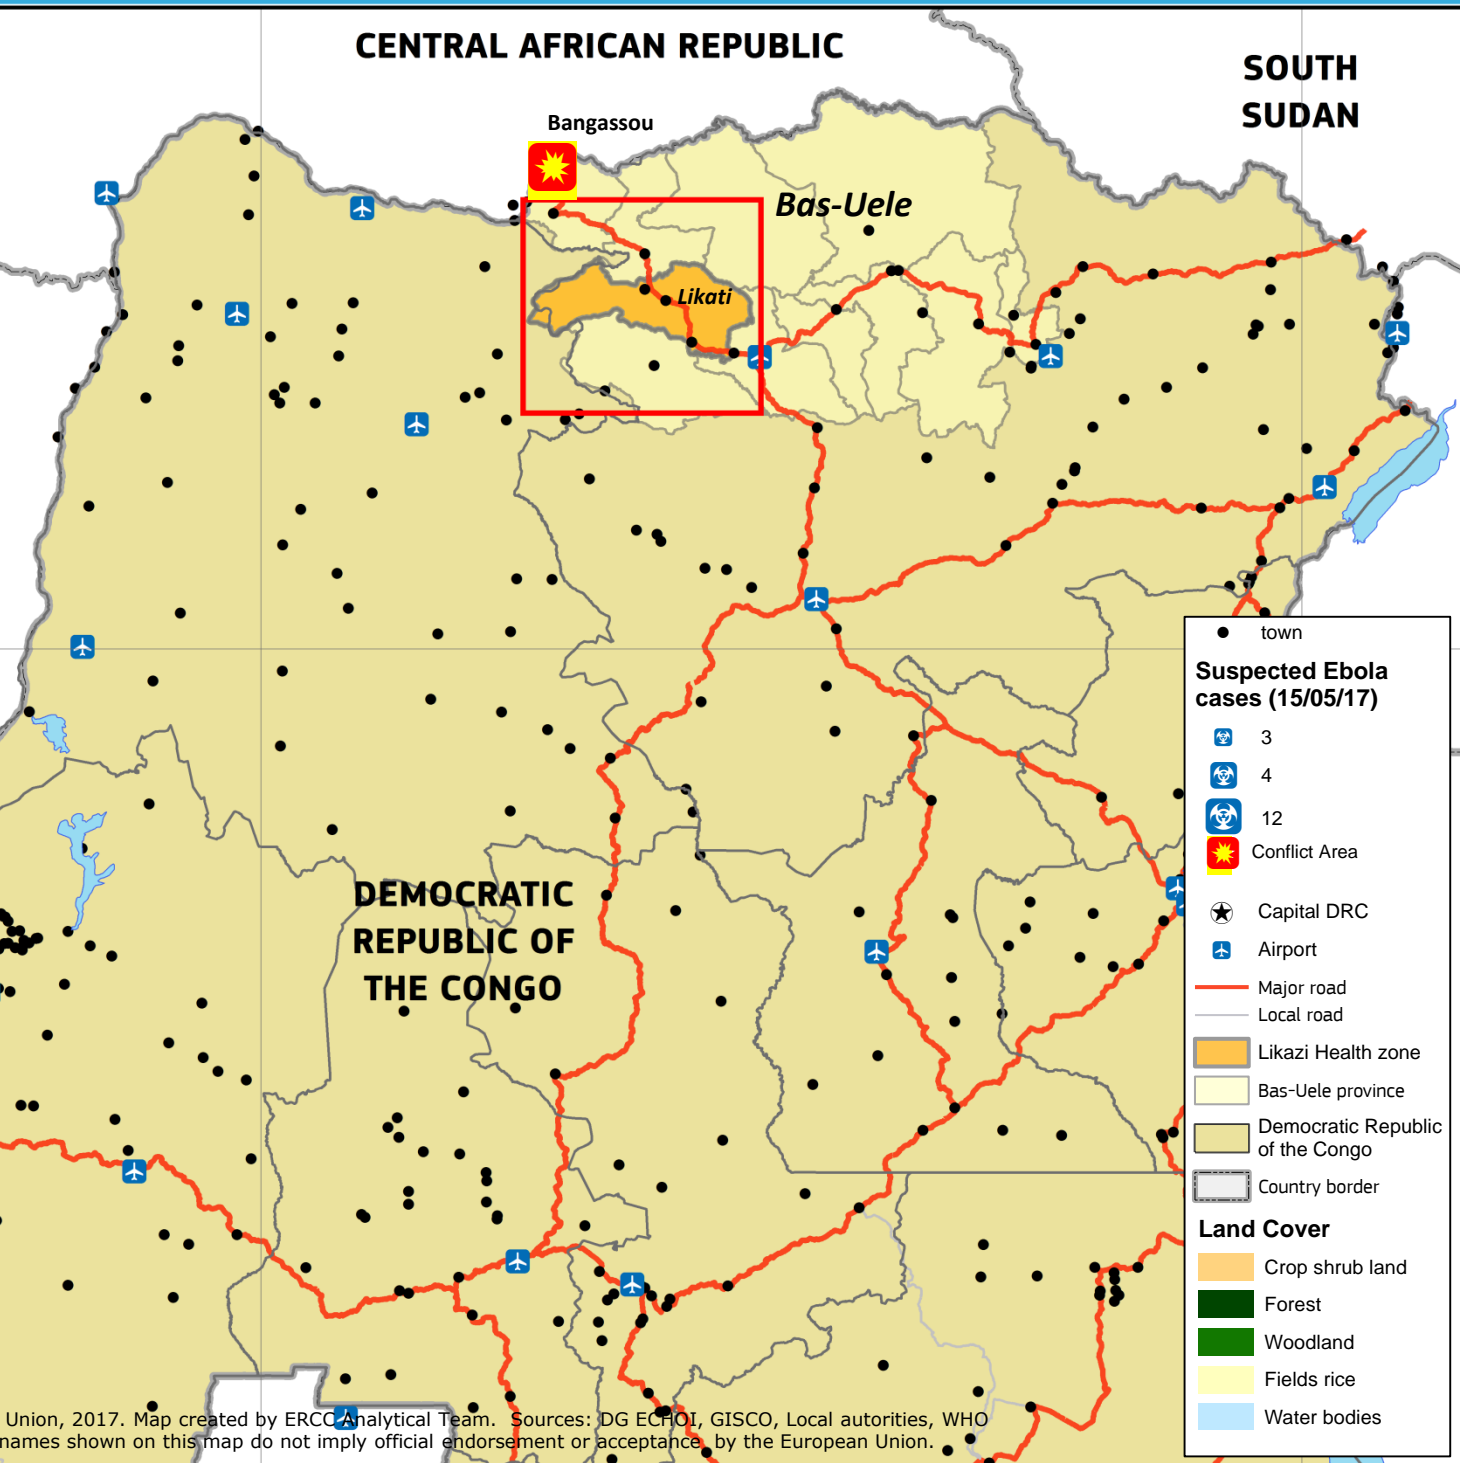 CENTRAL AFRICAN REPUBLIC
SOUTH
SUDAN
Bangassou
Bas-Uele
Likati
DEMOCRATIC
REPUBLIC OF
THE CONGO
town
Suspected Ebola
cases (15/05/17)
3
4
12
Conflict Area
Capital DRC
Airport
Major road
Local road
Likazi Health zone
Bas-Uele province
Democratic Republic
of the Congo
Country border
Land Cover
Crop shrub land
Forest
Woodland
Fields rice
Water bodies
Union, 2017. Map created by ERCC Analytical Team. Sources: DG ECHOI, GISCO, Local autorities, WHO
names shown on this map do not imply official endorsement or acceptance by the European Union.